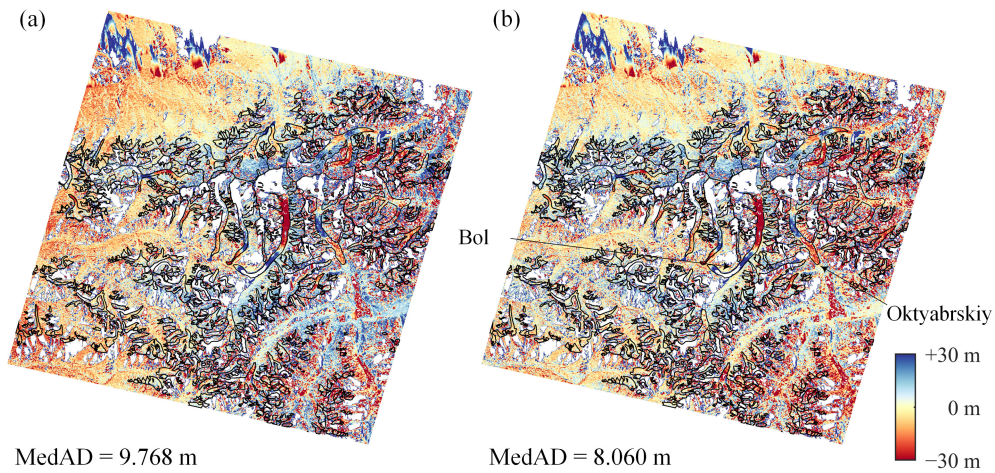 (a)
(b)
Bol
Oktyabrskiy
+30 m
0 m
−30 m
MedAD = 9.768 m
MedAD = 8.060 m